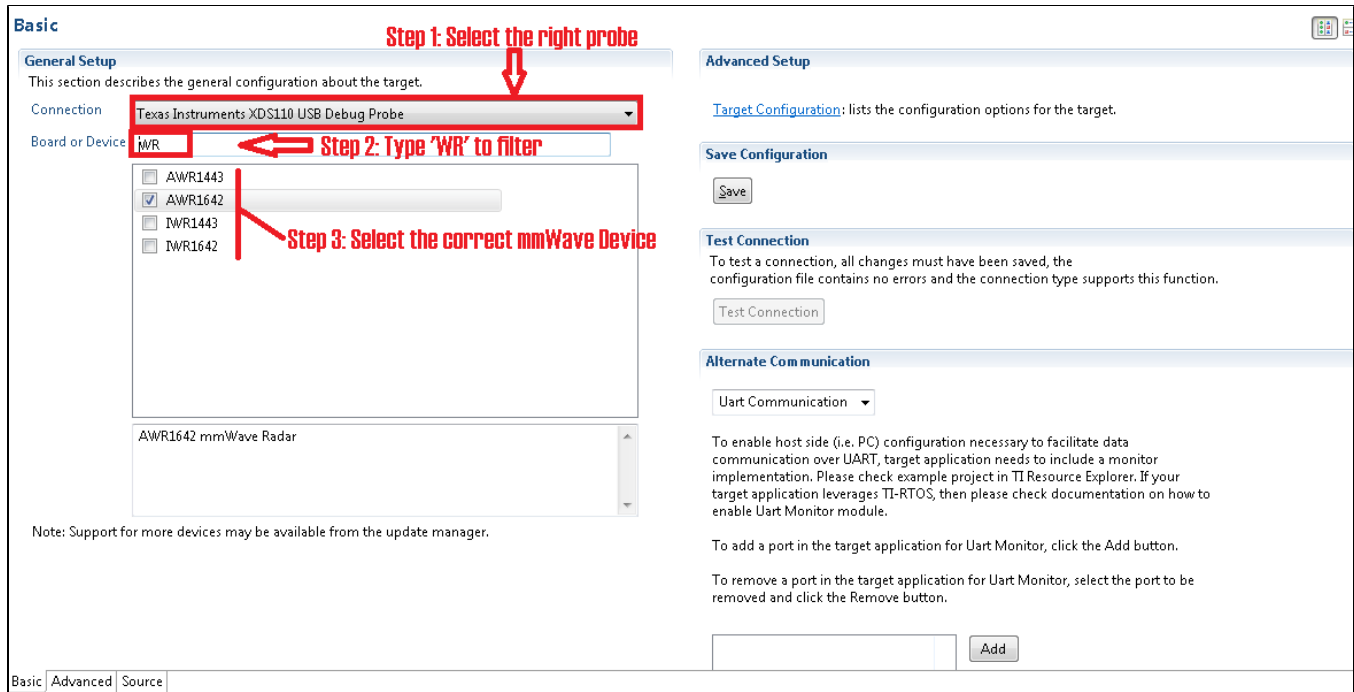 Basic
Step 1: Select the right probe
General Setup
This section describes the general configuration about the target.
Connection
Texas Instruments XDS110 USB Debug Probe
Board or Device
WR
Step 2: Type 'WR' to filter
AWR1443
AWR1642
IWR1443
IWR1642
Step 3: Select the correct mmWave Device
AWR1642 mmWave Radar
Note: Support for more devices may be available from the update manager.
Advanced Setup
Target Configuration: lists the configuration options for the target.
Save Configuration
Save
Test Connection
To test a connection, all changes must have been saved, the
configuration file contains no errors and the connection type supports this function.
Test Connection
Alternate Communication
Uart Communication
To enable host side (i.e. PC) configuration necessary to facilitate data
communication over UART, target application needs to include a monitor
implementation. Please check example project in TI Resource Explorer. If your
target application leverages TI-RTOS, then please check documentation on how to
enable Uart Monitor module.
To add a port in the target application for Uart Monitor, click the Add button.
To remove a port in the target application for Uart Monitor, select the port to be
removed and click the Remove button.
Add
Basic Advanced Source